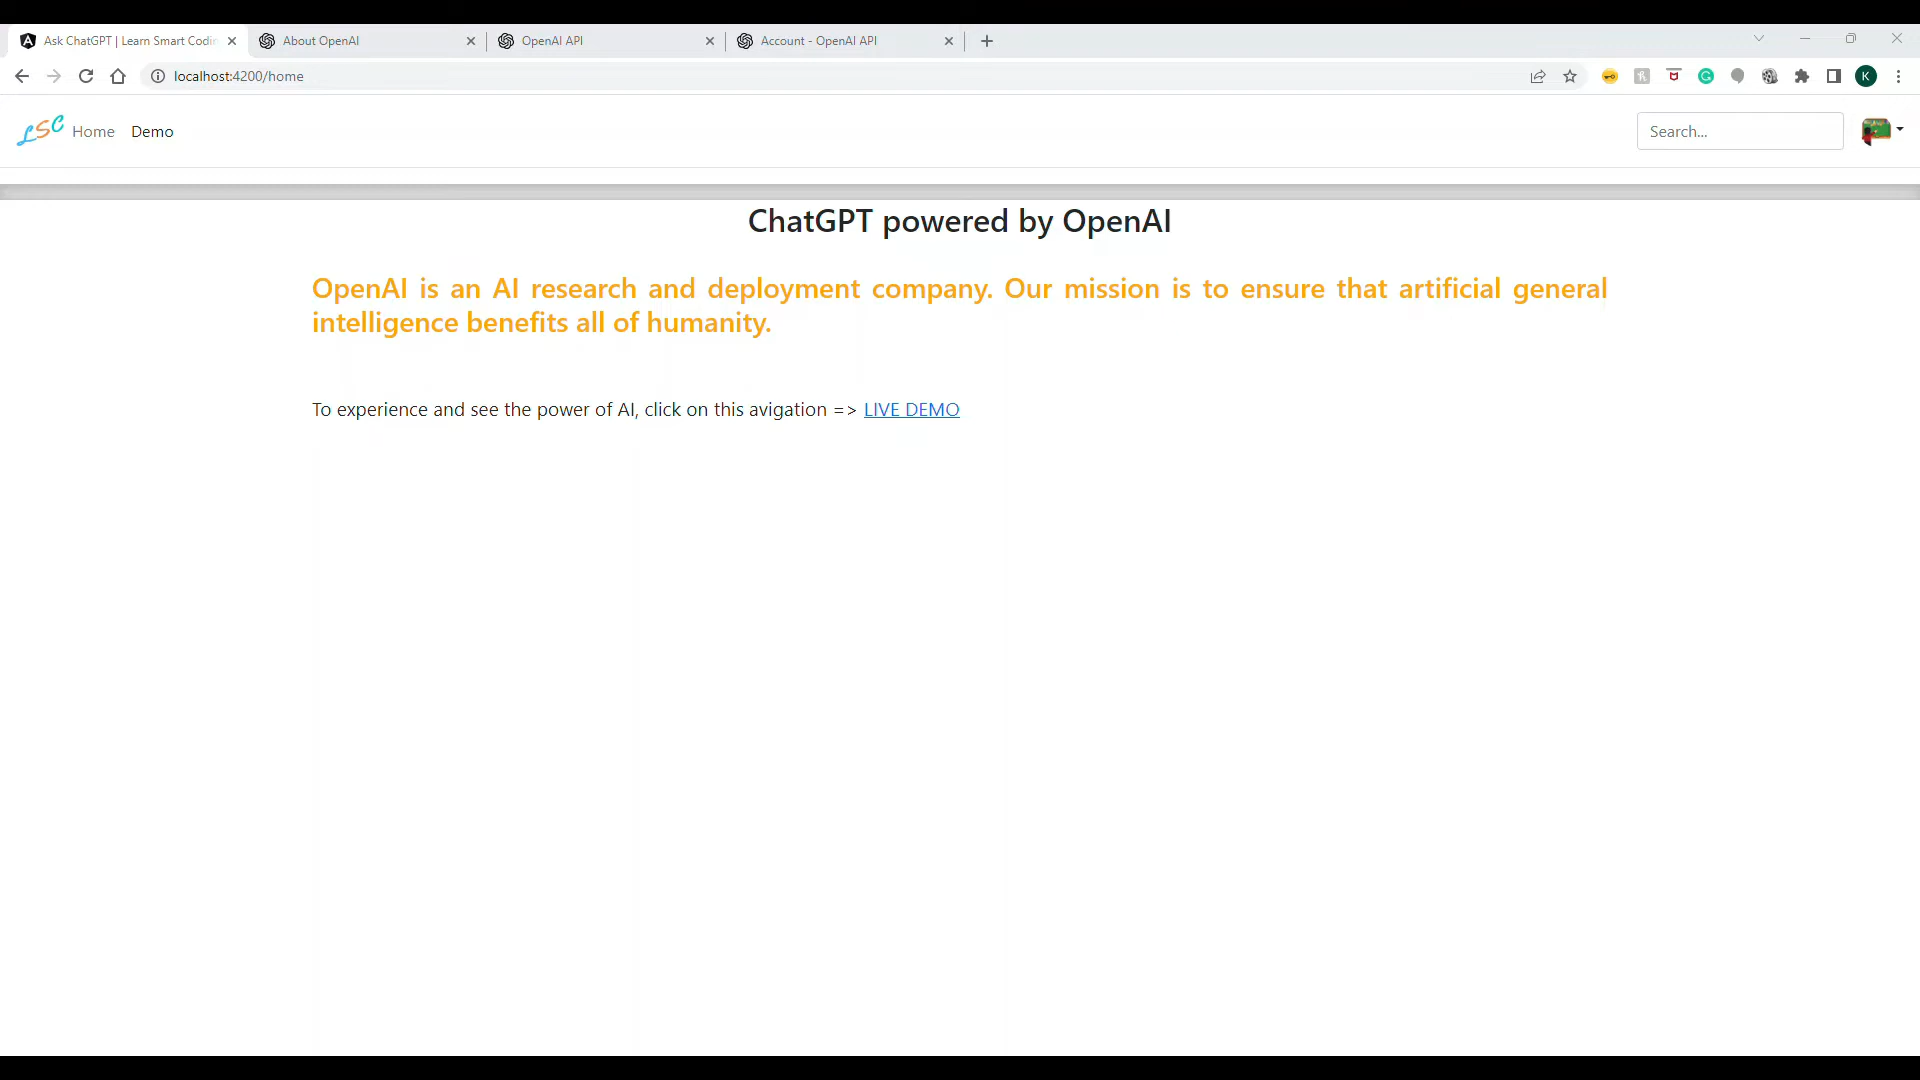 Ask ChatGPT | Learn Smart Codin
About OpenAI
OpenAI API
Account - OpenAI API
localhost:4200/home
K
LSC
Home
Demo
Search...
ChatGPT powered by OpenAI
OpenAI is an AI research and deployment company. Our mission is to ensure that artificial general
intelligence benefits all of humanity.
To experience and see the power of AI, click on this avigation => LIVE DEMO